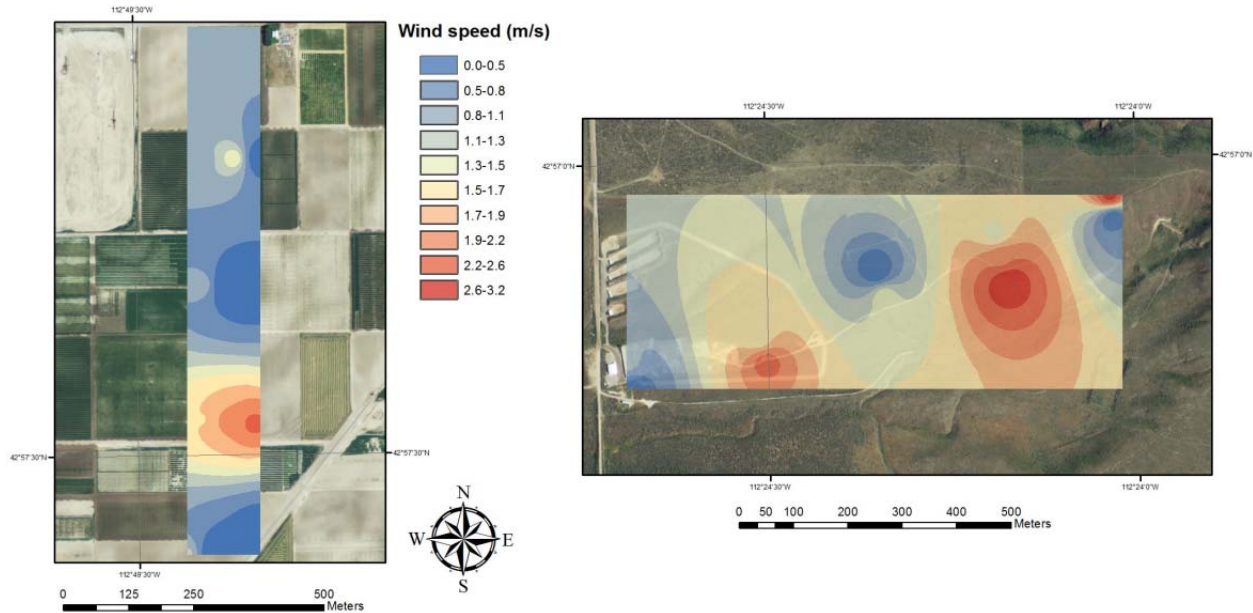 112°49'30"W
Wind speed (m/s)
0.0-0.5
0.5-0.8
0.8-1.1
1.1-1.3
1.3-1.5
1.5-1.7
1.7-1.9
1.9-2.2
2.2-2.6
2.6-3.2
42°57'30"N
42°57'30"N
112°49'30"W
0 125 250 500
Meters
N
W E
S
112°24'30"W 112°24'0"W
42°57'0"N
42°57'0"N
112°24'30"W 112°24'0"W
0 35 70 100 200 300 400 500
Meters